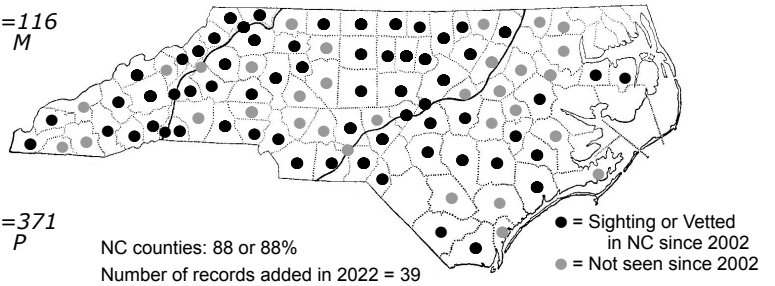 =116
M
=371
P
NC counties: 88 or 88%
Number of records added in 2022 = 39
= Sighting or Vetted
in NC since 2002
= Not seen since 2002